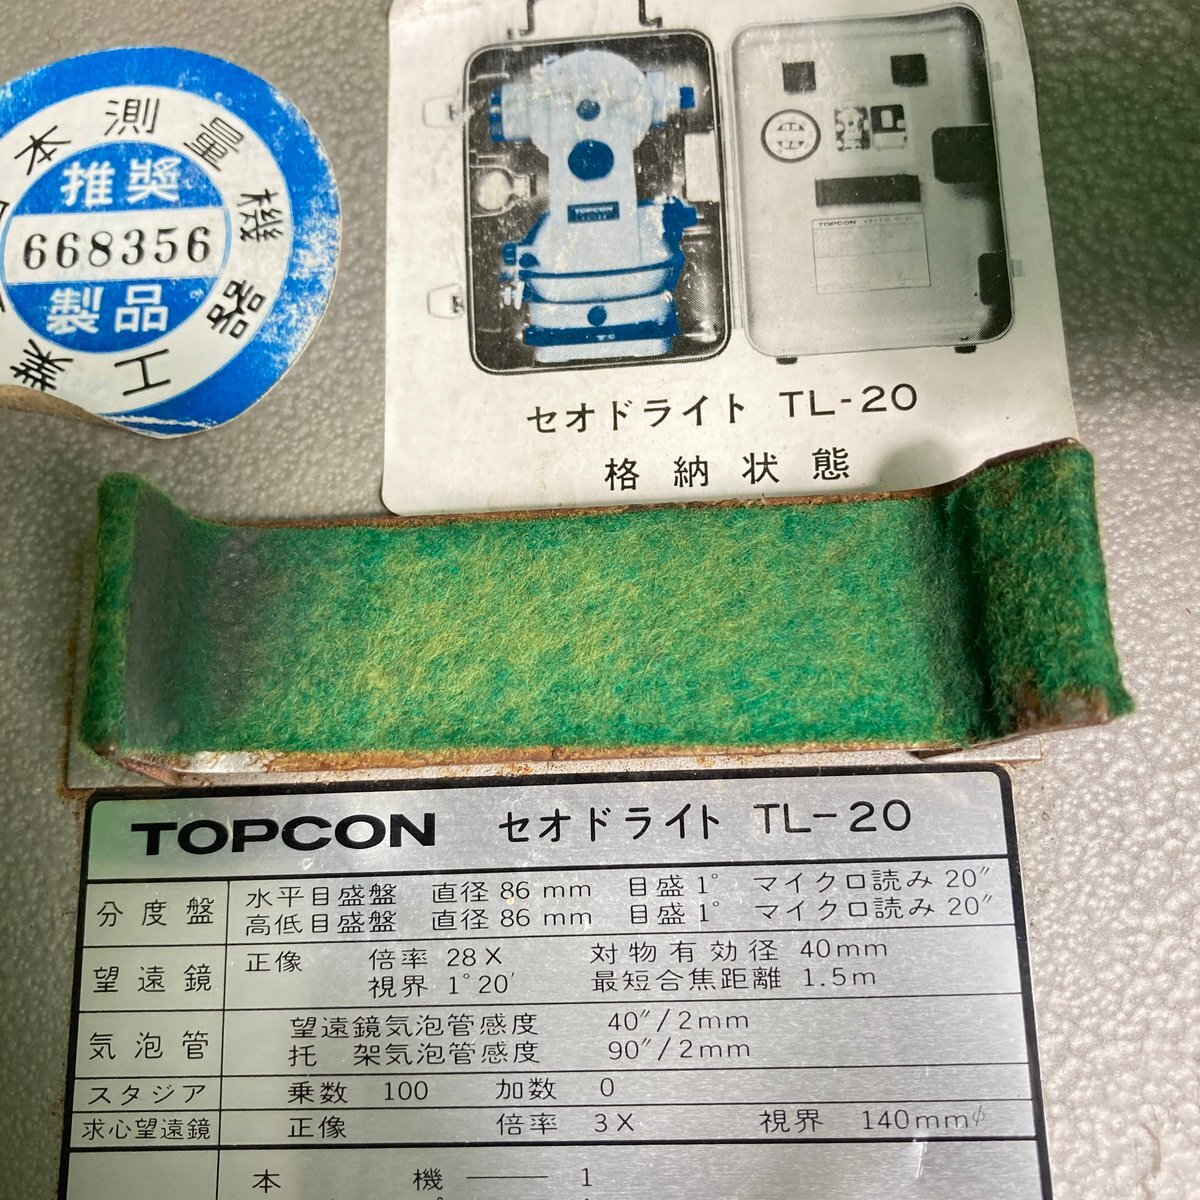 本測量機器工業
推奨
668356
製品
TOPCON
TOPCON
セオドライト TL-20
格納状態
TOPCON セオドライト TL-20
分度盤 水平目盛盤 直径 86 mm 目盛 1° マイクロ読み 20″
高低目盛盤 直径 86 mm 目盛 1° マイクロ読み 20″
望遠鏡 正像 倍率 28X 対物有効径 40mm
視界 1°20′ 最短合焦距離 1.5m
気泡管 望遠鏡気泡管感度 40″/2mm
托架気泡管感度 90″/2mm
スタジア 乗数 100 加数 0
求心望遠鏡 正像 倍率 3X 視界 140mmφ
本機 —— 1